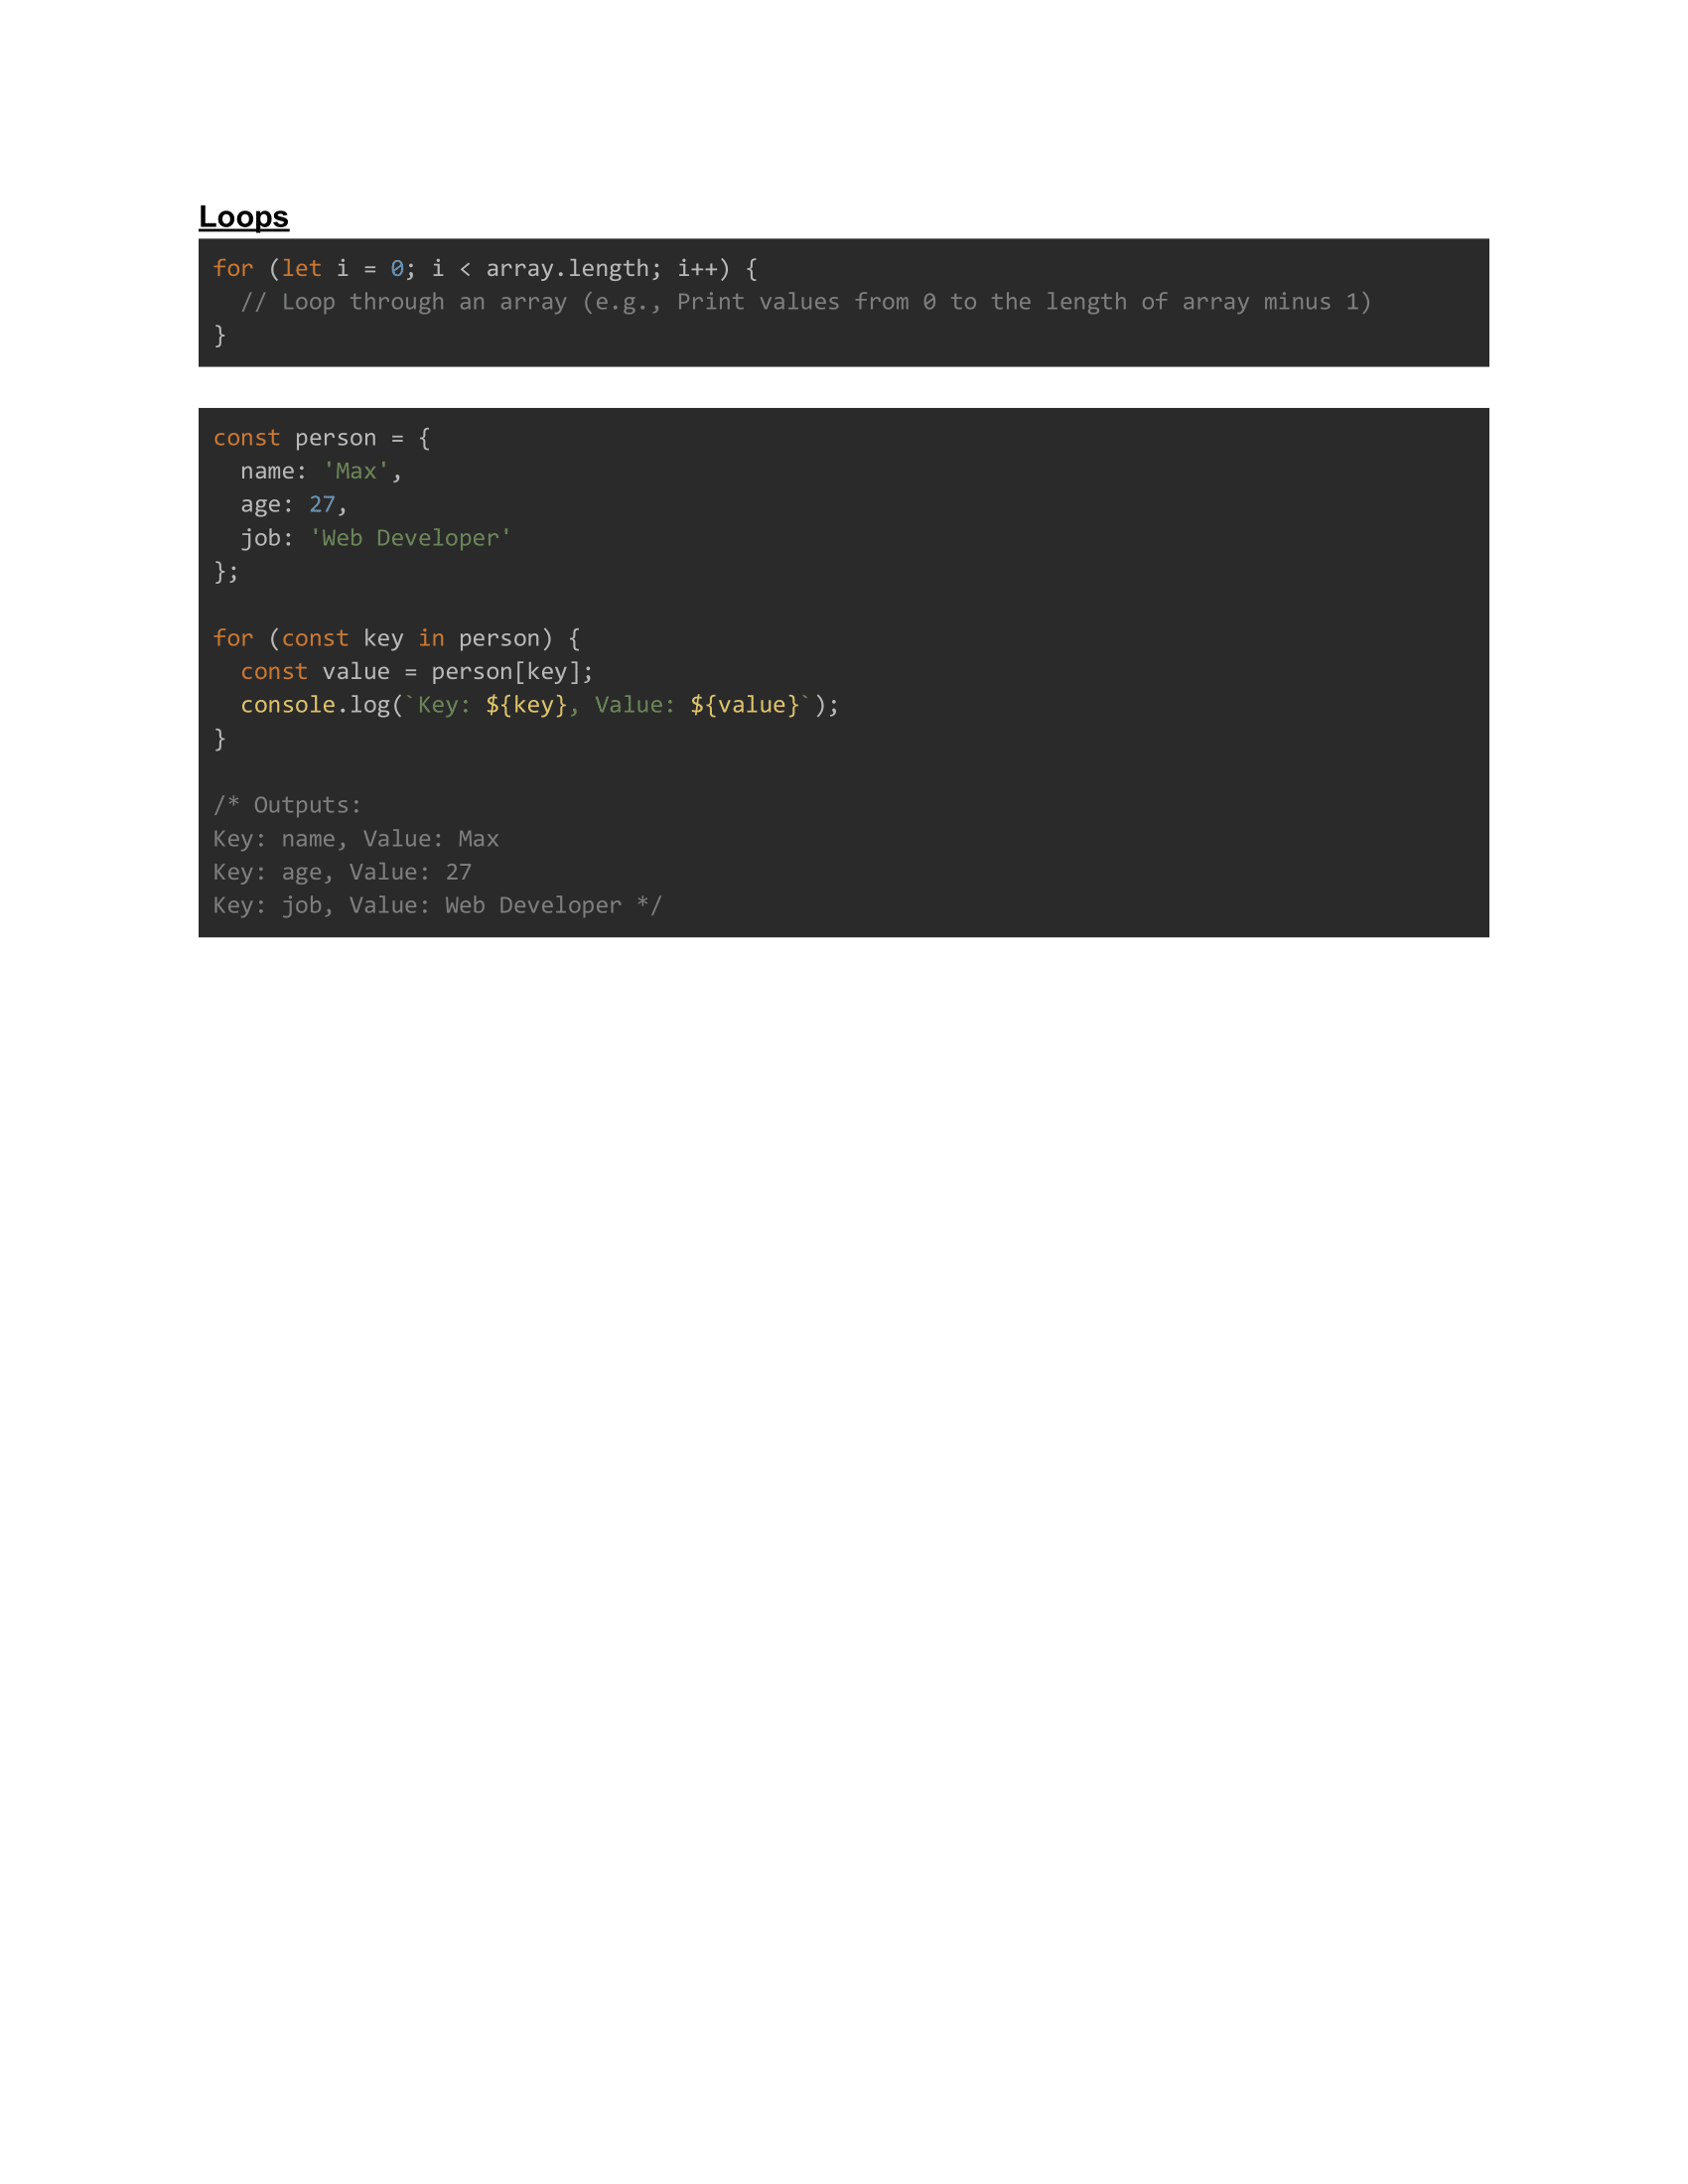 Loops
for (let i = 0; i < array.length; i++) {
  // Loop through an array (e.g., Print values from 0 to the length of array minus 1)
}
const person = {
  name: 'Max',
  age: 27,
  job: 'Web Developer'
};
for (const key in person) {
  const value = person[key];
  console.log(`Key: ${key}, Value: ${value}`);
}
/* Outputs:
Key: name, Value: Max
Key: age, Value: 27
Key: job, Value: Web Developer */